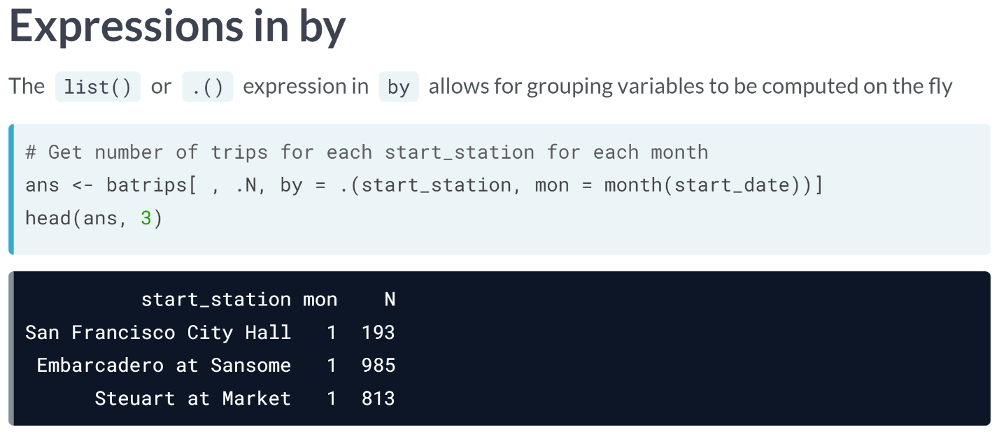 Expressions in by
The list() or .() expression in by allows for grouping variables to be computed on the fly
# Get number of trips for each start_station for each month
ans <- batrips[ , .N, by = .(start_station, mon = month(start_date))]
head(ans, 3)
start_station mon N
San Francisco City Hall 1 193
Embarcadero at Sansome 1 985
Steuart at Market 1 813